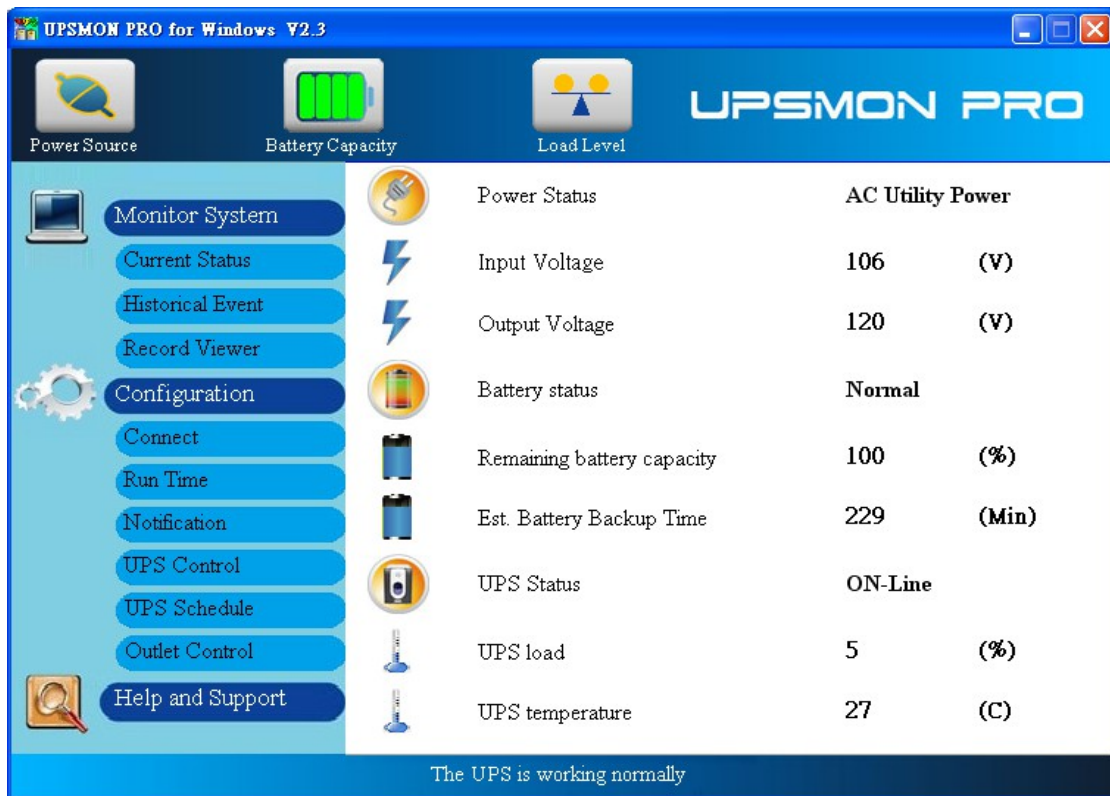 UPSMON PRO for Windows V2.3
Power Source
Battery Capacity
Load Level
UPSMON PRO
Monitor System
Current Status
Historical Event
Record Viewer
Configuration
Connect
Run Time
Notification
UPS Control
UPS Schedule
Outlet Control
Help and Support
Power Status AC Utility Power
Input Voltage 106 (V)
Output Voltage 120 (V)
Battery status Normal
Remaining battery capacity 100 (%)
Est. Battery Backup Time 229 (Min)
UPS Status ON-Line
UPS load 5 (%)
UPS temperature 27 (C)
The UPS is working normally